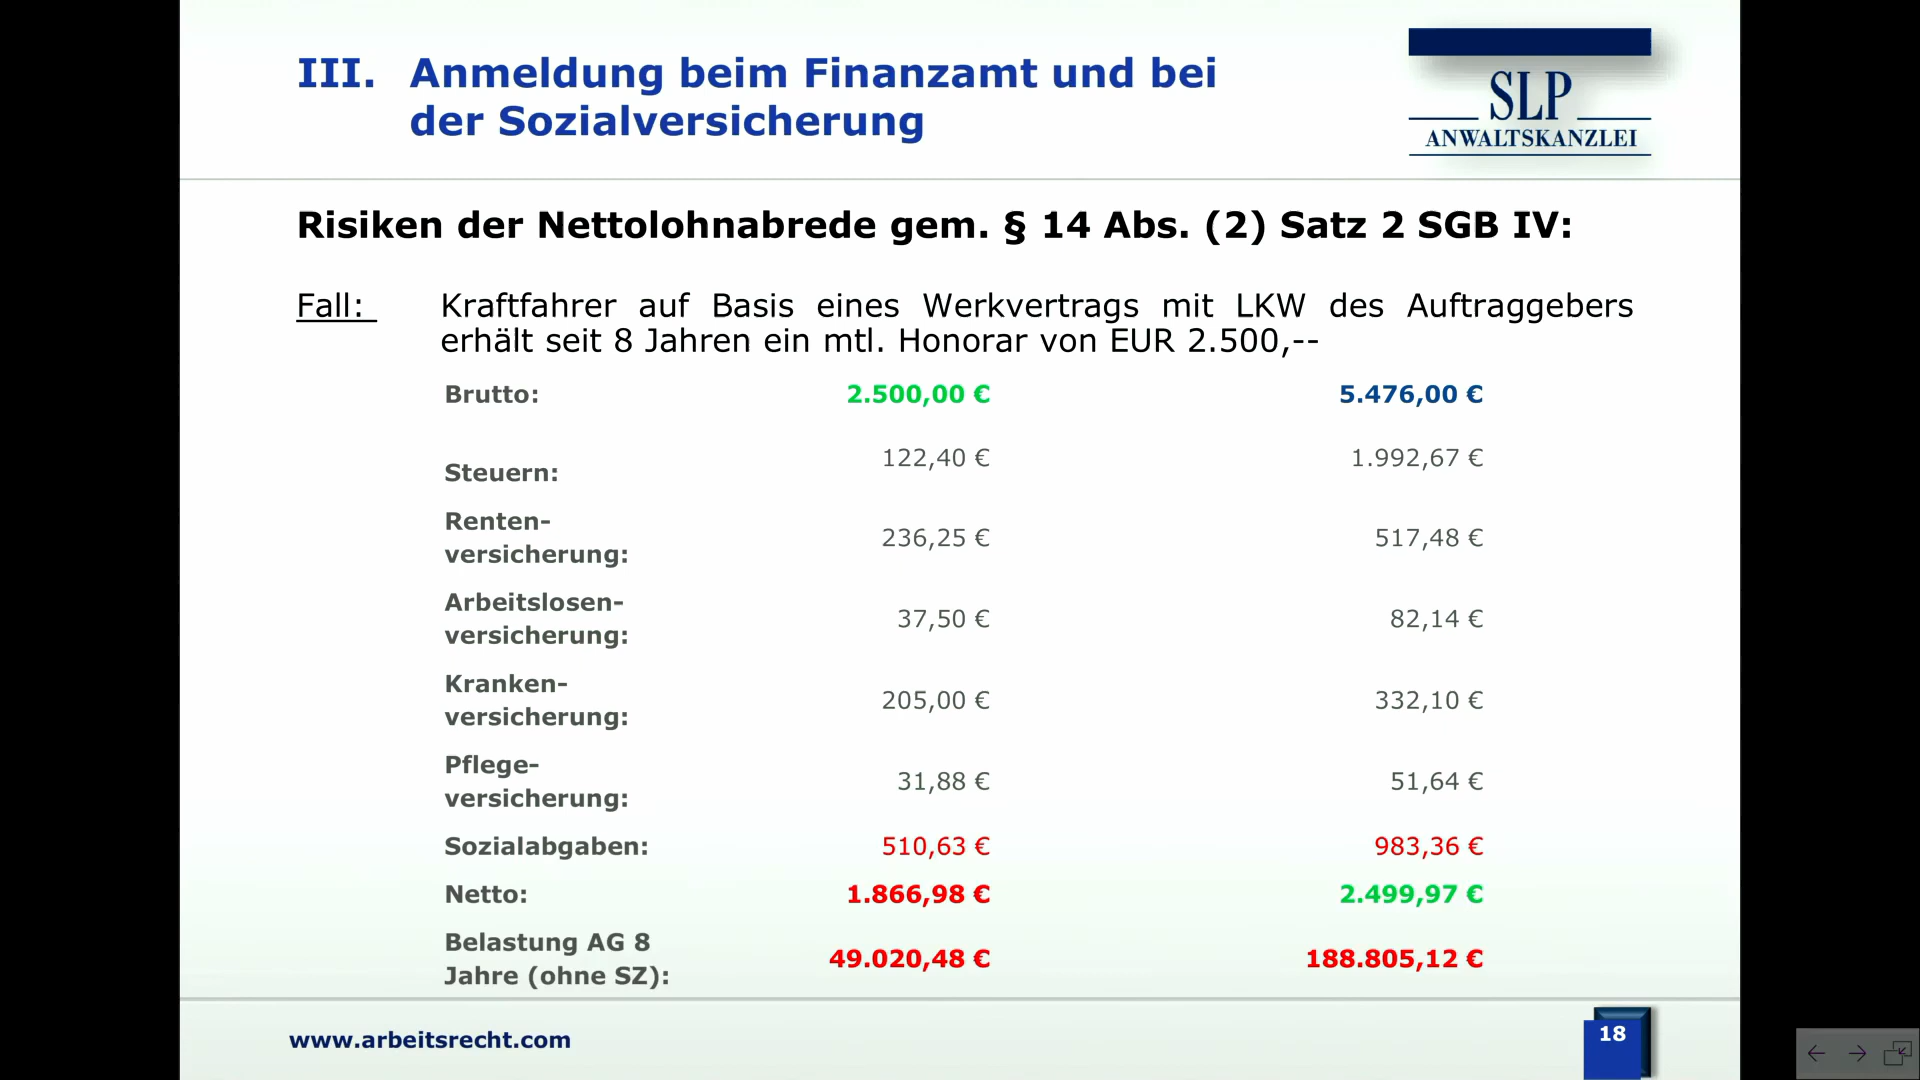 III. Anmeldung beim Finanzamt und bei
der Sozialversicherung
SLP
ANWALTSKANZLEI
Risiken der Nettolohnabrede gem. § 14 Abs. (2) Satz 2 SGB IV:
Fall: Kraftfahrer auf Basis eines Werkvertrags mit LKW des Auftraggebers
erhält seit 8 Jahren ein mtl. Honorar von EUR 2.500,--
Brutto: 2.500,00 € 5.476,00 €
Steuern: 122,40 € 1.992,67 €
Renten-
versicherung: 236,25 € 517,48 €
Arbeitslosen-
versicherung: 37,50 € 82,14 €
Kranken-
versicherung: 205,00 € 332,10 €
Pflege-
versicherung: 31,88 € 51,64 €
Sozialabgaben: 510,63 € 983,36 €
Netto: 1.866,98 € 2.499,97 €
Belastung AG 8
Jahre (ohne SZ): 49.020,48 € 188.805,12 €
www.arbeitsrecht.com
18